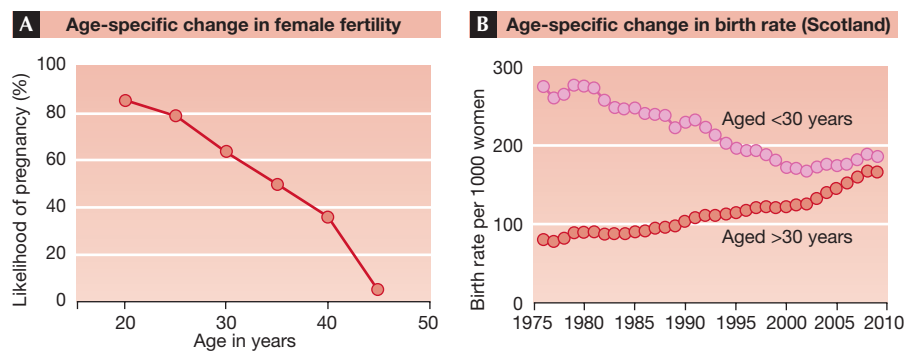 A Age-specific change in female fertility
Likelihood of pregnancy (%)
100
80
60
40
20
0
20 30 40 50
Age in years
B Age-specific change in birth rate (Scotland)
Birth rate per 1000 women
300
200
100
0
Aged <30 years
Aged >30 years
1975 1980 1985 1990 1995 2000 2005 2010